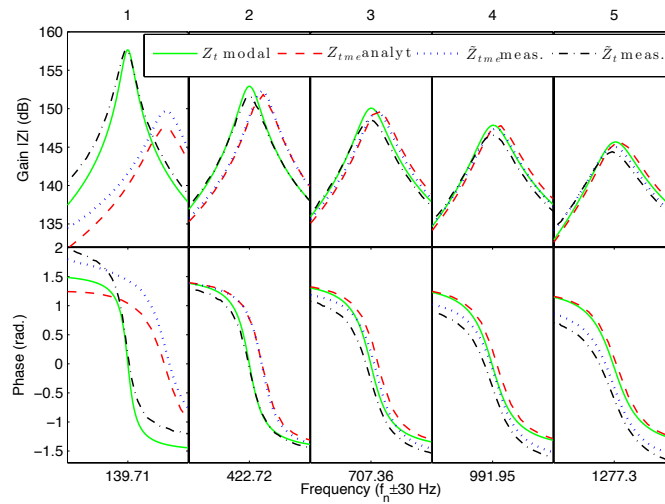 1 2 3 4 5
160
155
150
145
140
135
Gain |Z| (dB)
Z_t modal Z_tme analyt Z̃_tme meas. Z̃_t meas.
2
1.5
1
0.5
0
−0.5
−1
−1.5
Phase (rad.)
139.71 422.72 707.36 991.95 1277.3
Frequency (f_n±30 Hz)